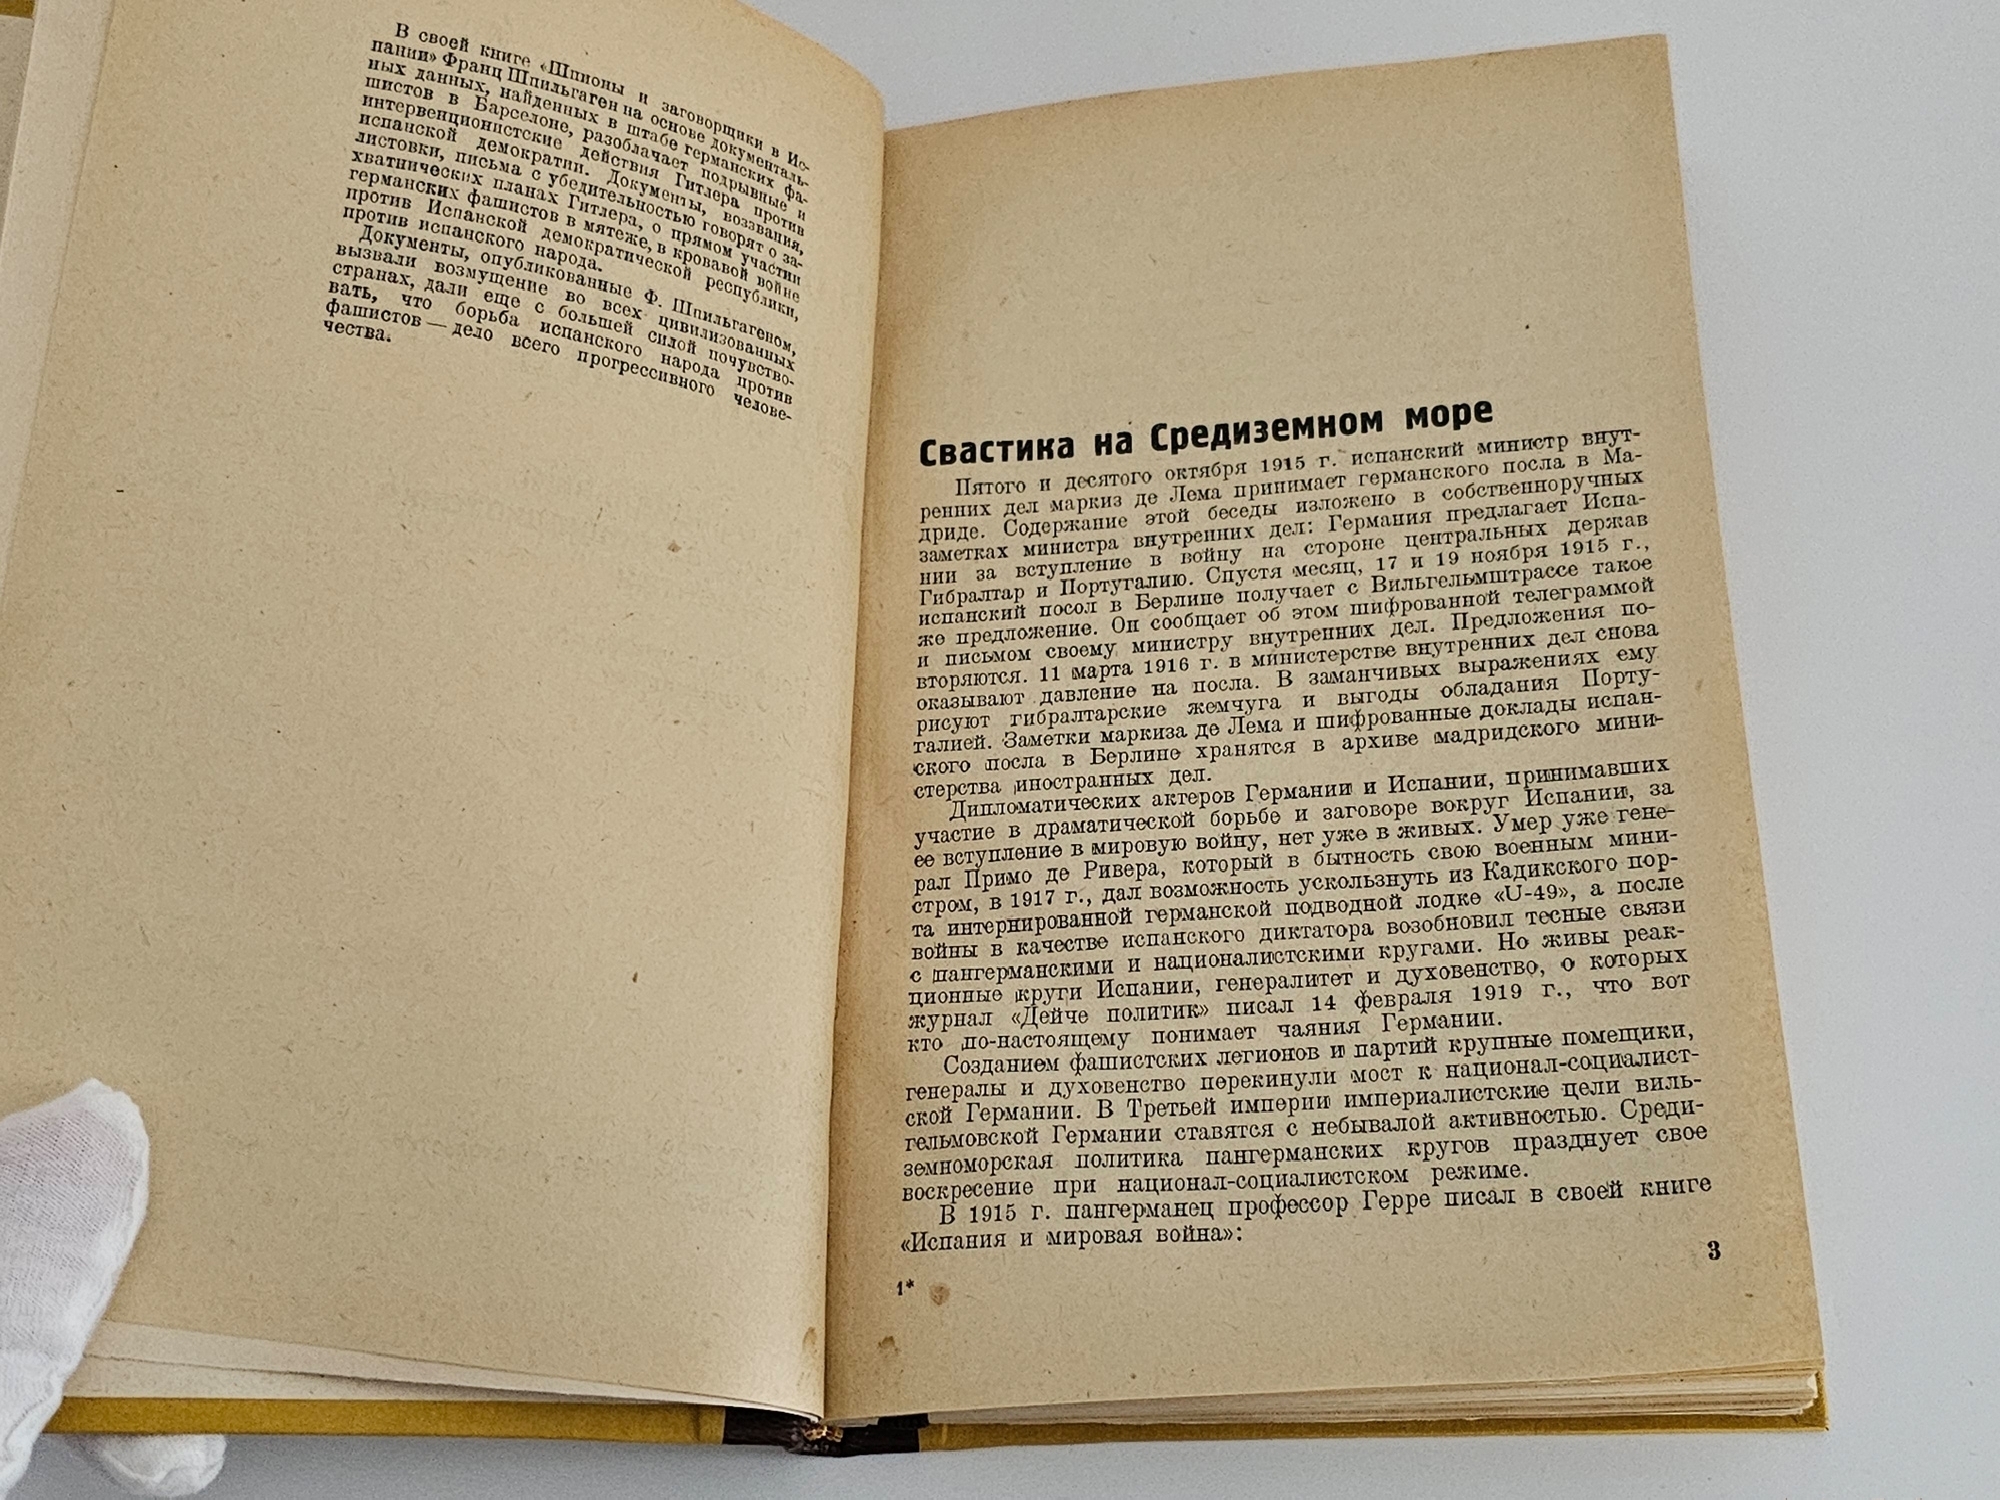 В своей книге «Шпионы и заговорщики в Ис-
пании» Франц Шпильгаген на основе документаль-
ных данных, найденных в штабе германских фа-
шистов в Барселоне, разоблачает подрывные и
интервенционистские действия Гитлера против
испанской демократии. Документы, воззвания,
листовки, письма с убедительностью говорят о за-
хватнических планах Гитлера, о прямом участии
германских фашистов в мятеже, в кровавой войне
против Испанской демократической республики,
против испанского народа.
Документы, опубликованные Ф. Шпильгагеном,
вызвали возмущение во всех цивилизованных
странах, дали еще с большей силой почувство-
вать, что борьба испанского народа против
фашистов — дело всего прогрессивного челове-
чества.
Свастика на Средиземном море
Пятого и десятого октября 1915 г. испанский министр внут-
ренних дел маркиз де Лема принимает германского посла в Ма-
дриде. Содержание этой беседы изложено в собственноручных
заметках министра внутренних дел: Германия предлагает Испа-
нии за вступление в войну на стороне центральных держав
Гибралтар и Португалию. Спустя месяц, 17 и 19 ноября 1915 г.,
испанский посол в Берлине получает с Вильгельмштрассе такое
же предложение. Он сообщает об этом шифрованной телеграммой
и письмом своему министру внутренних дел. Предложения по-
вторяются. 11 марта 1916 г. в министерстве внутренних дел снова
оказывают давление на посла. В заманчивых выражениях ему
рисуют гибралтарские жемчуга и выгоды обладания Порту-
галией. Заметки маркиза де Лема и шифрованные доклады испан-
ского посла в Берлине хранятся в архиве мадридского мини-
стерства иностранных дел.
Дипломатических актеров Германии и Испании, принимавших
участие в драматической борьбе и заговоре вокруг Испании, за
ее вступление в мировую войну, нет уже в живых. Умер уже гене-
рал Примо де Ривера, который в бытность свою военным мини-
стром, в 1917 г., дал возможность ускользнуть из Кадикского пор-
та интернированной германской подводной лодке «U-49», а после
войны в качестве испанского диктатора возобновил тесные связи
с пангерманскими и националистскими кругами. Но живы реак-
ционные круги Испании, генералитет и духовенство, о которых
журнал «Дейче политик» писал 14 февраля 1919 г., что вот
кто по-настоящему понимает чаяния Германии.
Созданием фашистских легионов и партий крупные помещики,
генералы и духовенство перекинули мост к национал-социалист-
ской Германии. В Третьей империи империалистские цели виль-
гельмовской Германии ставятся с небывалой активностью. Среди-
земноморская политика пангерманских кругов празднует свое
воскресение при национал-социалистском режиме.
В 1915 г. пангерманец профессор Герре писал в своей книге
«Испания и мировая война»:
1*
3